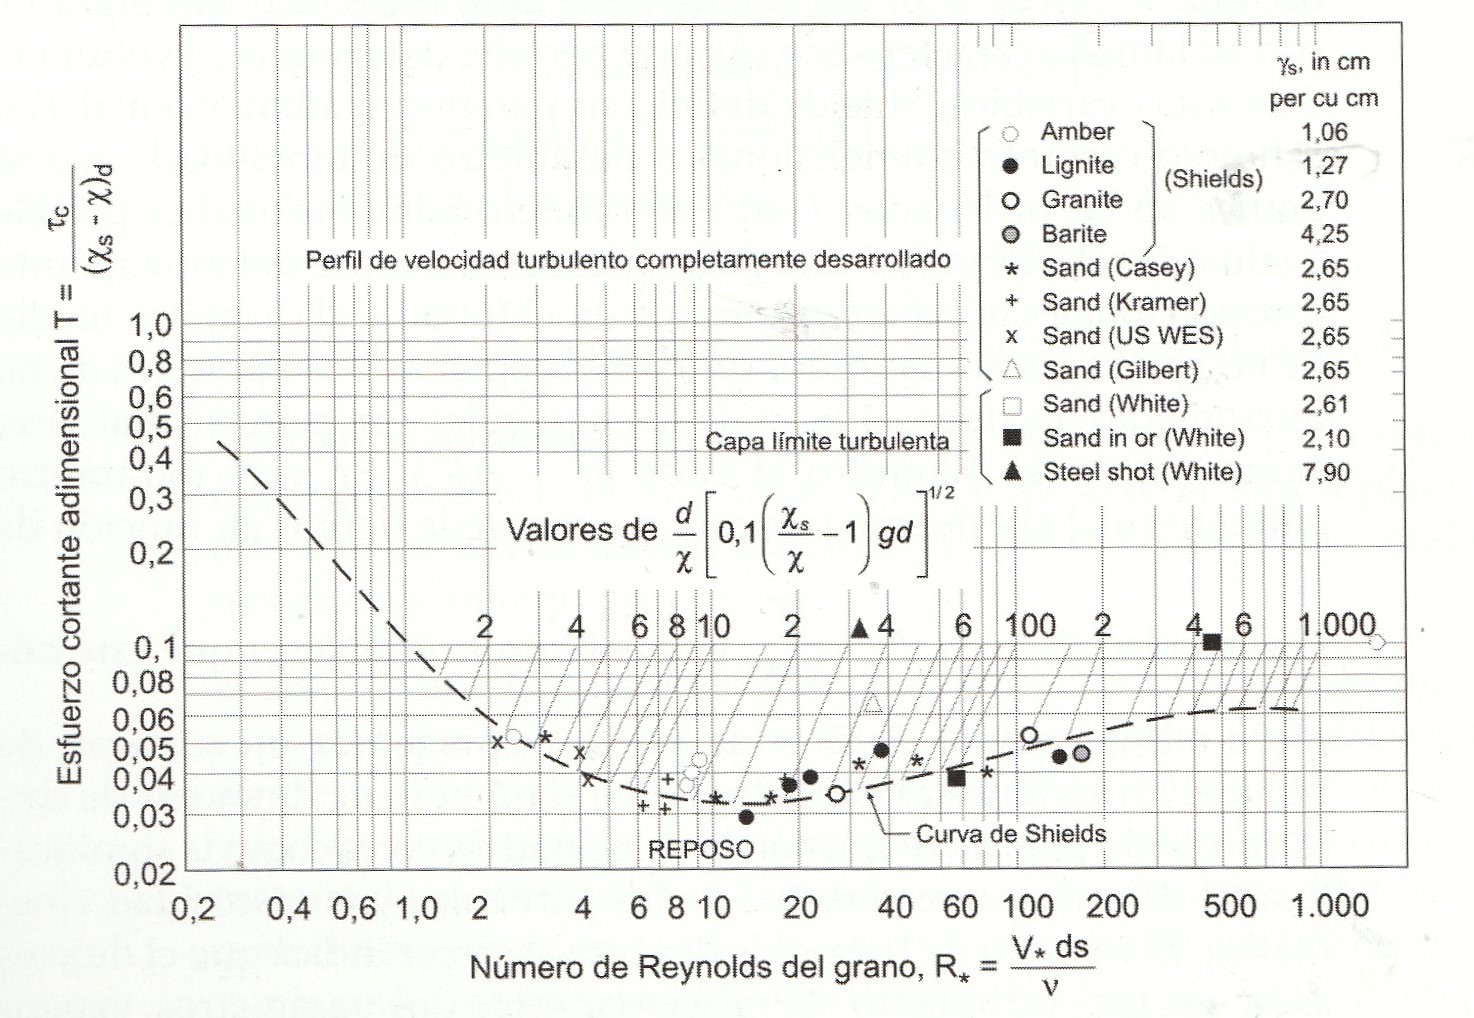 γs, in cm
per cu cm
Amber 1,06
Lignite 1,27
(Shields)
Granite 2,70
Barite 4,25
Sand (Casey) 2,65
Sand (Kramer) 2,65
Sand (US WES) 2,65
Sand (Gilbert) 2,65
Sand (White) 2,61
Sand in or (White) 2,10
Steel shot (White) 7,90
Perfil de velocidad turbulento completamente desarrollado
Capa límite turbulenta
Valores de d/χ [0,1(χs/χ − 1) gd]^1/2
Esfuerzo cortante adimensional T = τc/(χs - χ)d
1,0
0,8
0,6
0,5
0,4
0,3
0,2
0,1
0,08
0,06
0,05
0,04
0,03
0,02
2 4 6 8 10 2 4 6 100 2 4 6 1.000
Curva de Shields
REPOSO
0,2 0,4 0,6 1,0 2 4 6 8 10 20 40 60 100 200 500 1.000
Número de Reynolds del grano, R* = V* ds/ν